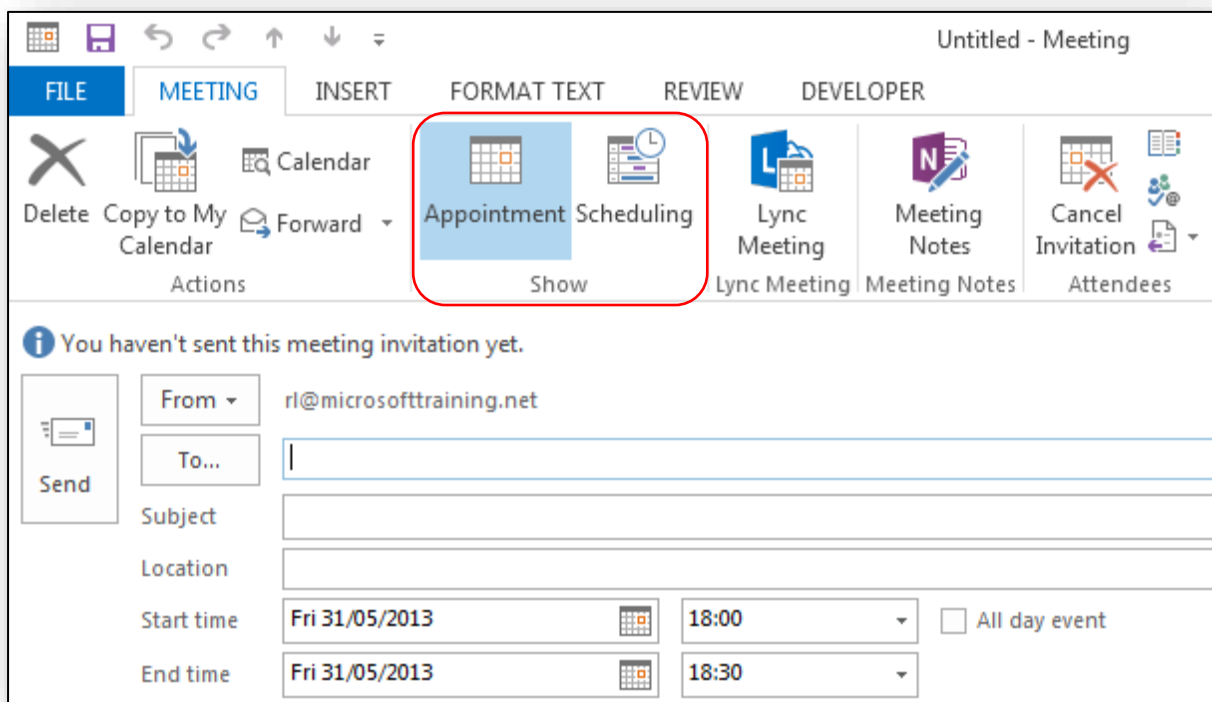 Untitled - Meeting
FILE MEETING INSERT FORMAT TEXT REVIEW DEVELOPER
Delete
Copy to My
Calendar
Calendar
Forward
Actions
Appointment
Scheduling
Show
Lync
Meeting
Lync Meeting
Meeting
Notes
Meeting Notes
Cancel
Invitation
Attendees
You haven't sent this meeting invitation yet.
Send
From rl@microsofttraining.net
To...
Subject
Location
Start time Fri 31/05/2013 18:00 All day event
End time Fri 31/05/2013 18:30